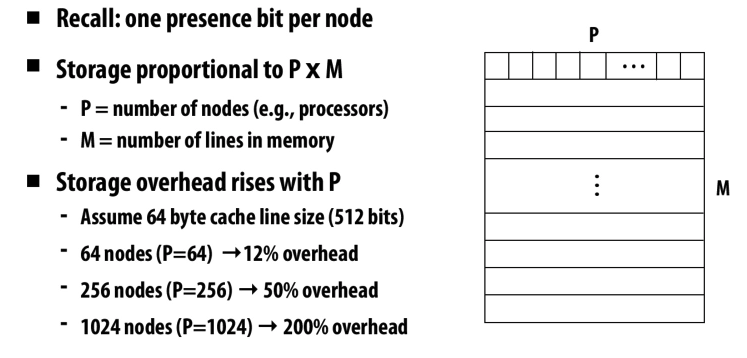 ■ Recall: one presence bit per node
■ Storage proportional to P x M
- P = number of nodes (e.g., processors)
- M = number of lines in memory
■ Storage overhead rises with P
- Assume 64 byte cache line size (512 bits)
- 64 nodes (P=64) →12% overhead
- 256 nodes (P=256) → 50% overhead
- 1024 nodes (P=1024) → 200% overhead
P
...
⋮
M